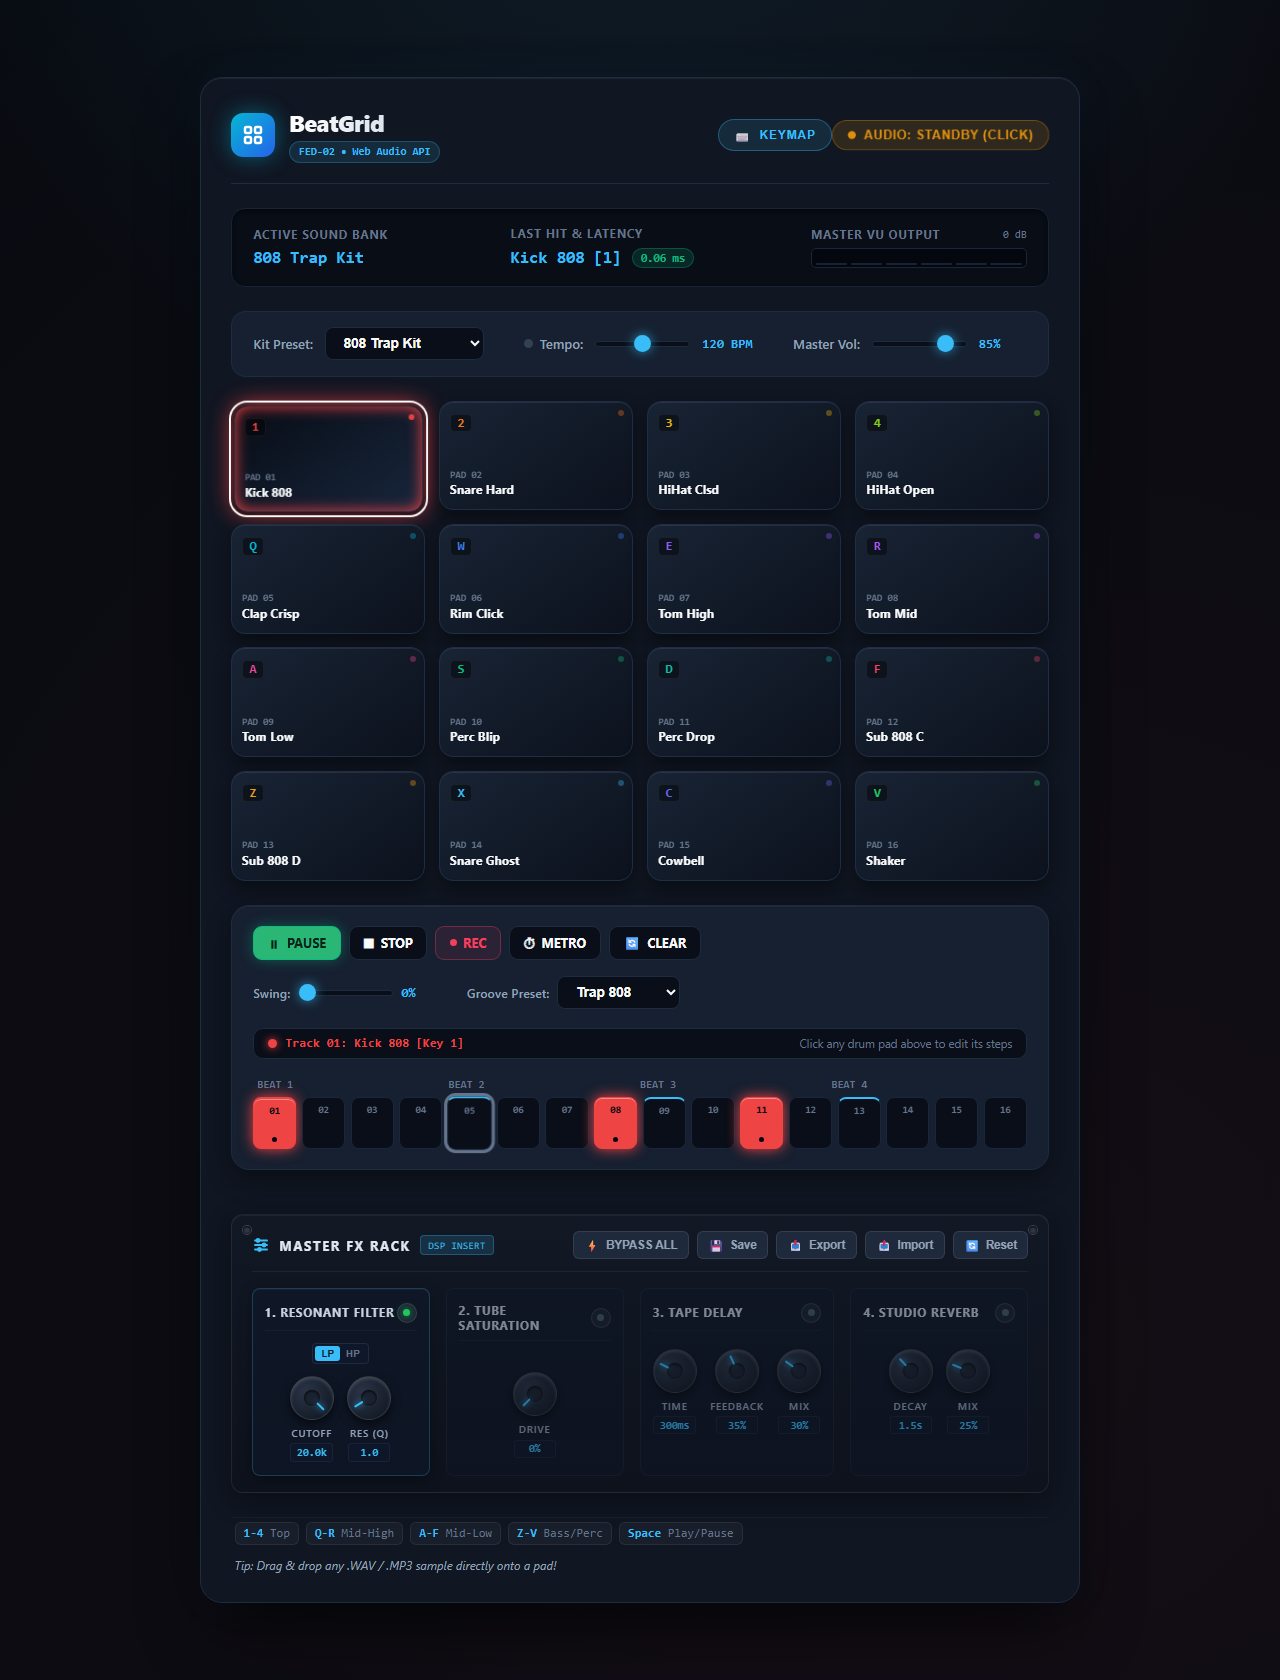 BeatGrid
FED-02 • Web Audio API
KEYMAP
AUDIO: STANDBY (CLICK)
ACTIVE SOUND BANK
808 Trap Kit
LAST HIT & LATENCY
Kick 808 [1]
0.06 ms
MASTER VU OUTPUT
0 dB
Kit Preset:
808 Trap Kit
Tempo:
120 BPM
Master Vol:
85%
1
PAD 01
Kick 808
2
PAD 02
Snare Hard
3
PAD 03
HiHat Clsd
4
PAD 04
HiHat Open
Q
PAD 05
Clap Crisp
W
PAD 06
Rim Click
E
PAD 07
Tom High
R
PAD 08
Tom Mid
A
PAD 09
Tom Low
S
PAD 10
Perc Blip
D
PAD 11
Perc Drop
F
PAD 12
Sub 808 C
Z
PAD 13
Sub 808 D
X
PAD 14
Snare Ghost
C
PAD 15
Cowbell
V
PAD 16
Shaker
PAUSE
STOP
REC
METRO
CLEAR
Swing:
0%
Groove Preset:
Trap 808
Track 01: Kick 808 [Key 1]
Click any drum pad above to edit its steps
BEAT 1
BEAT 2
BEAT 3
BEAT 4
01
02
03
04
05
06
07
08
09
10
11
12
13
14
15
16
MASTER FX RACK
DSP INSERT
BYPASS ALL
Save
Export
Import
Reset
1. RESONANT FILTER
LP
HP
CUTOFF
20.0k
RES (Q)
1.0
2. TUBE
SATURATION
DRIVE
0%
3. TAPE DELAY
TIME
300ms
FEEDBACK
35%
MIX
30%
4. STUDIO REVERB
DECAY
1.5s
MIX
25%
1-4 Top
Q-R Mid-High
A-F Mid-Low
Z-V Bass/Perc
Space Play/Pause
Tip: Drag & drop any .WAV / .MP3 sample directly onto a pad!